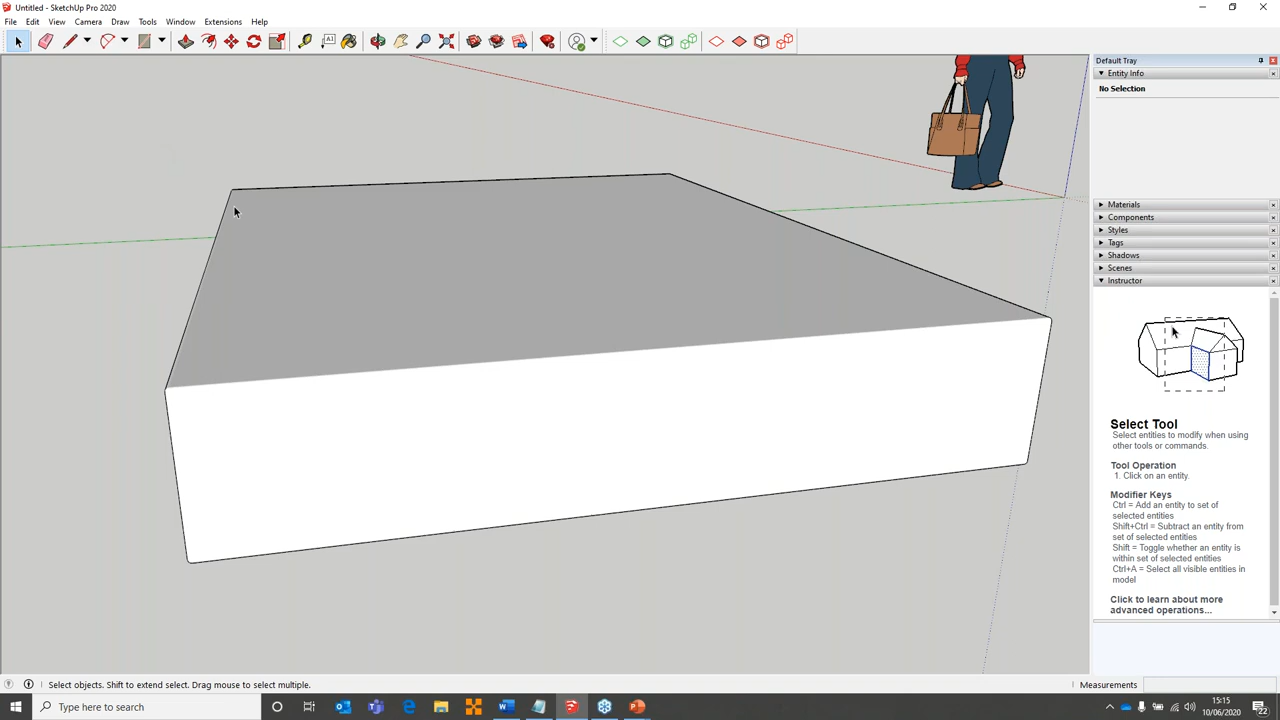 Untitled - SketchUp Pro 2020
File Edit View Camera Draw Tools Window Extensions Help
Default Tray
Entity Info
No Selection
Materials
Components
Styles
Tags
Shadows
Scenes
Instructor
Select Tool
Select entities to modify when using
other tools or commands.
Tool Operation
1. Click on an entity.
Modifier Keys
Ctrl = Add an entity to set of
selected entities
Shift+Ctrl = Subtract an entity from
set of selected entities
Shift = Toggle whether an entity is
within set of selected entities
Ctrl+A = Select all visible entities in
model
Click to learn about more
advanced operations...
Select objects. Shift to extend select. Drag mouse to select multiple.
Measurements
Type here to search
15:15
10/06/2020